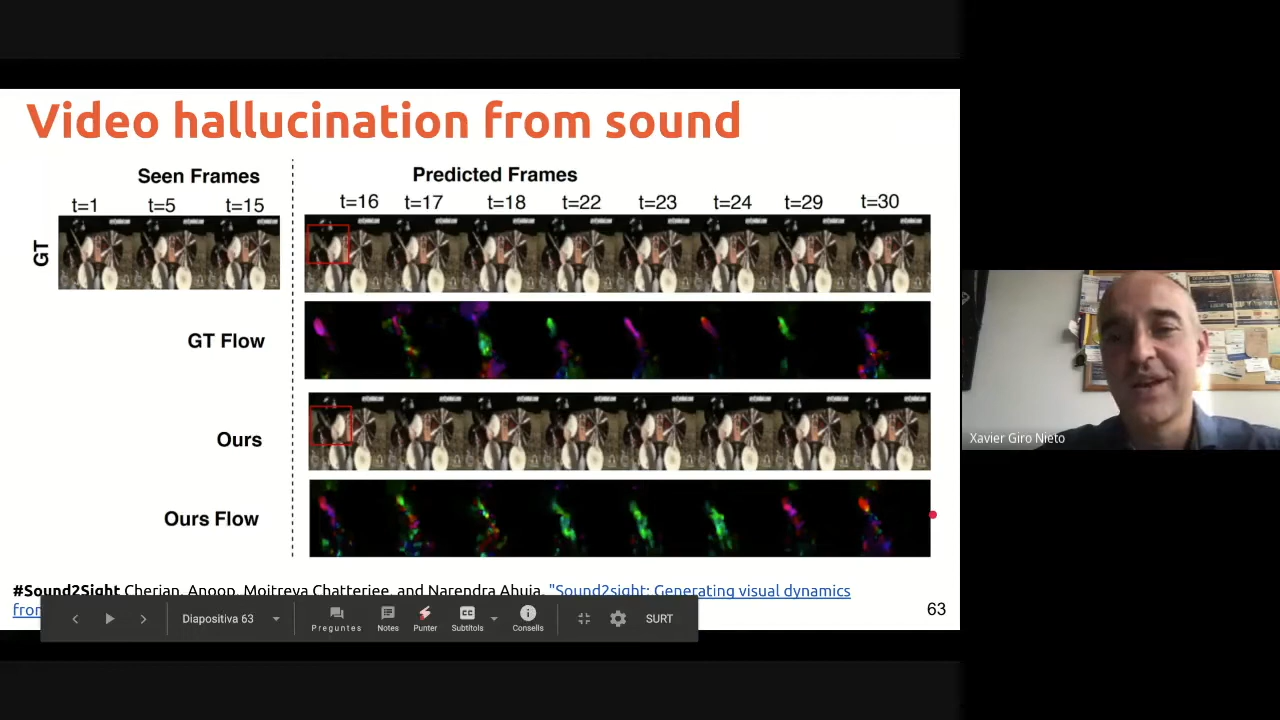 Video hallucination from sound
Seen Frames
Predicted Frames
t=1 t=5 t=15
t=16 t=17 t=18 t=22 t=23 t=24 t=29 t=30
GT
GT Flow
Ours
Ours Flow
#Sound2Sight Cherian, Anoop, Moitreya Chatterjee, and Narendra Ahuja. "Sound2sight: Generating visual dynamics
from
63
Diapositiva 63
Preguntes Notes Punter Subtítols Consells
SURT
Xavier Giro Nieto